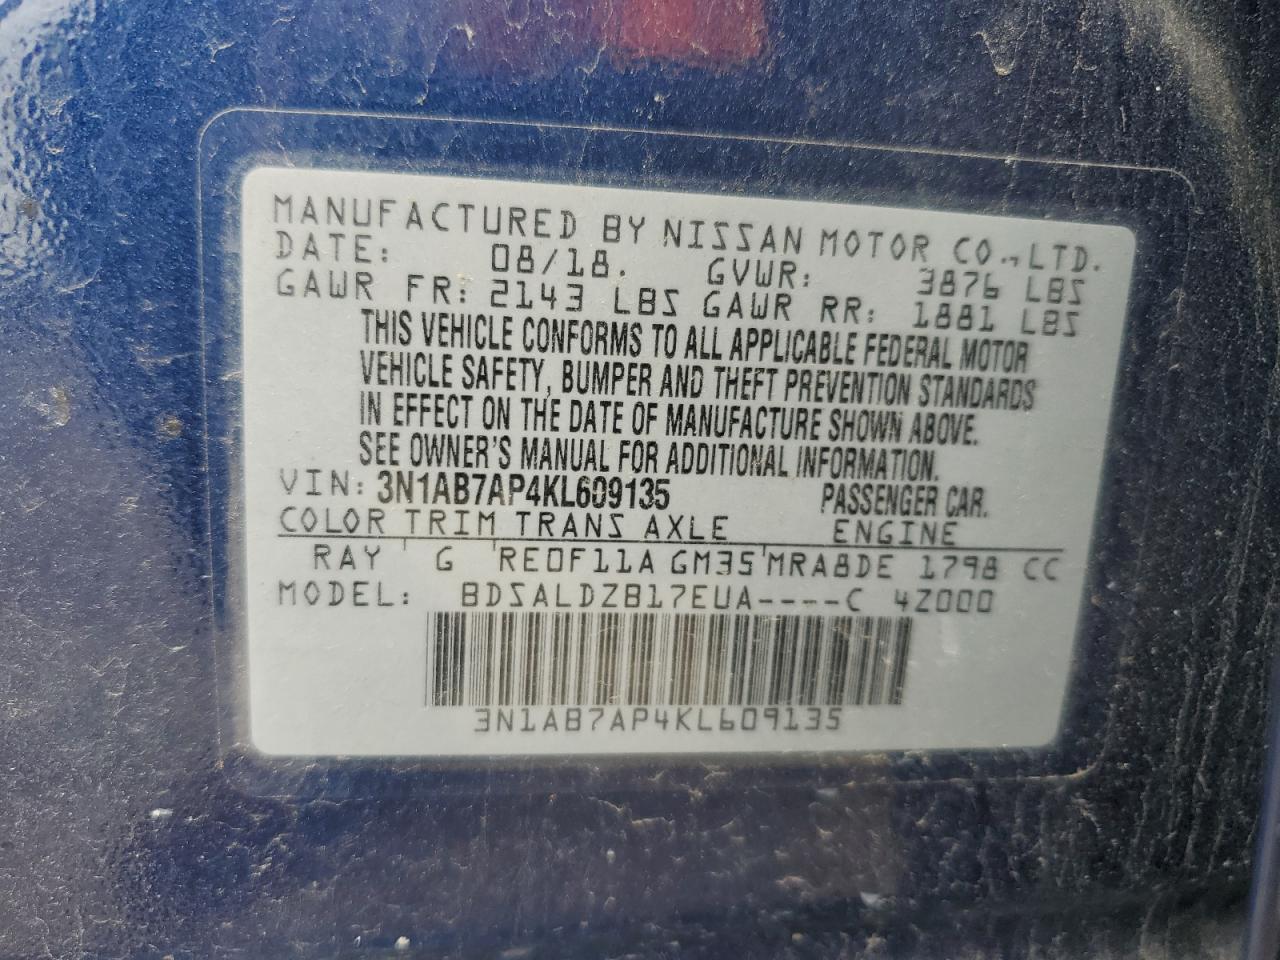 MANUFACTURED BY NISSAN MOTOR CO.,LTD.
DATE: 08/18. GVWR: 3876 LBS
GAWR FR: 2143 LBS GAWR RR: 1881 LBS
THIS VEHICLE CONFORMS TO ALL APPLICABLE FEDERAL MOTOR
VEHICLE SAFETY, BUMPER AND THEFT PREVENTION STANDARDS
IN EFFECT ON THE DATE OF MANUFACTURE SHOWN ABOVE.
SEE OWNER'S MANUAL FOR ADDITIONAL INFORMATION.
VIN: 3N1AB7AP4KL609135 PASSENGER CAR.
COLOR TRIM TRANS AXLE ENGINE
RAY G RE0F11A GM35 MRA8DE 1798 CC
MODEL: BDSALDZB17EUA----C 4Z000
3N1AB7AP4KL609135